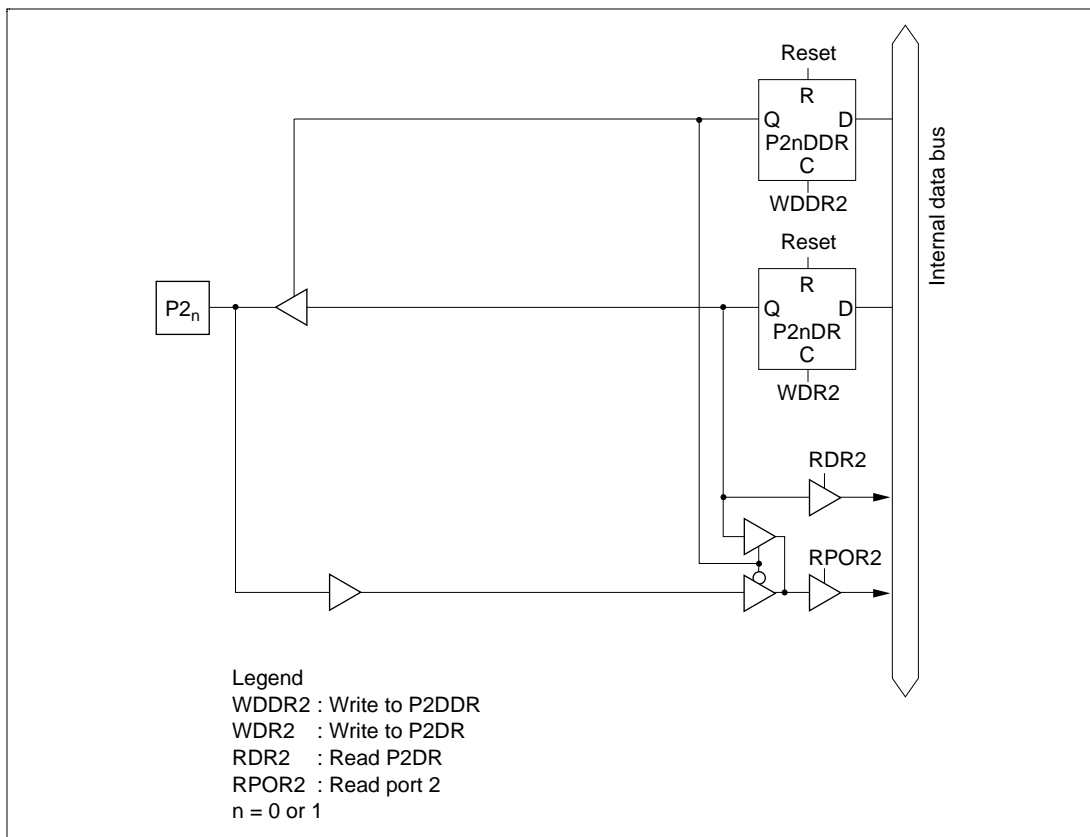 Reset
R
Q D
P2nDDR
C
WDDR2
Internal data bus
Reset
R
P2n
Q D
P2nDR
C
WDR2
RDR2
RPOR2
Legend
WDDR2 : Write to P2DDR
WDR2 : Write to P2DR
RDR2 : Read P2DR
RPOR2 : Read port 2
n = 0 or 1